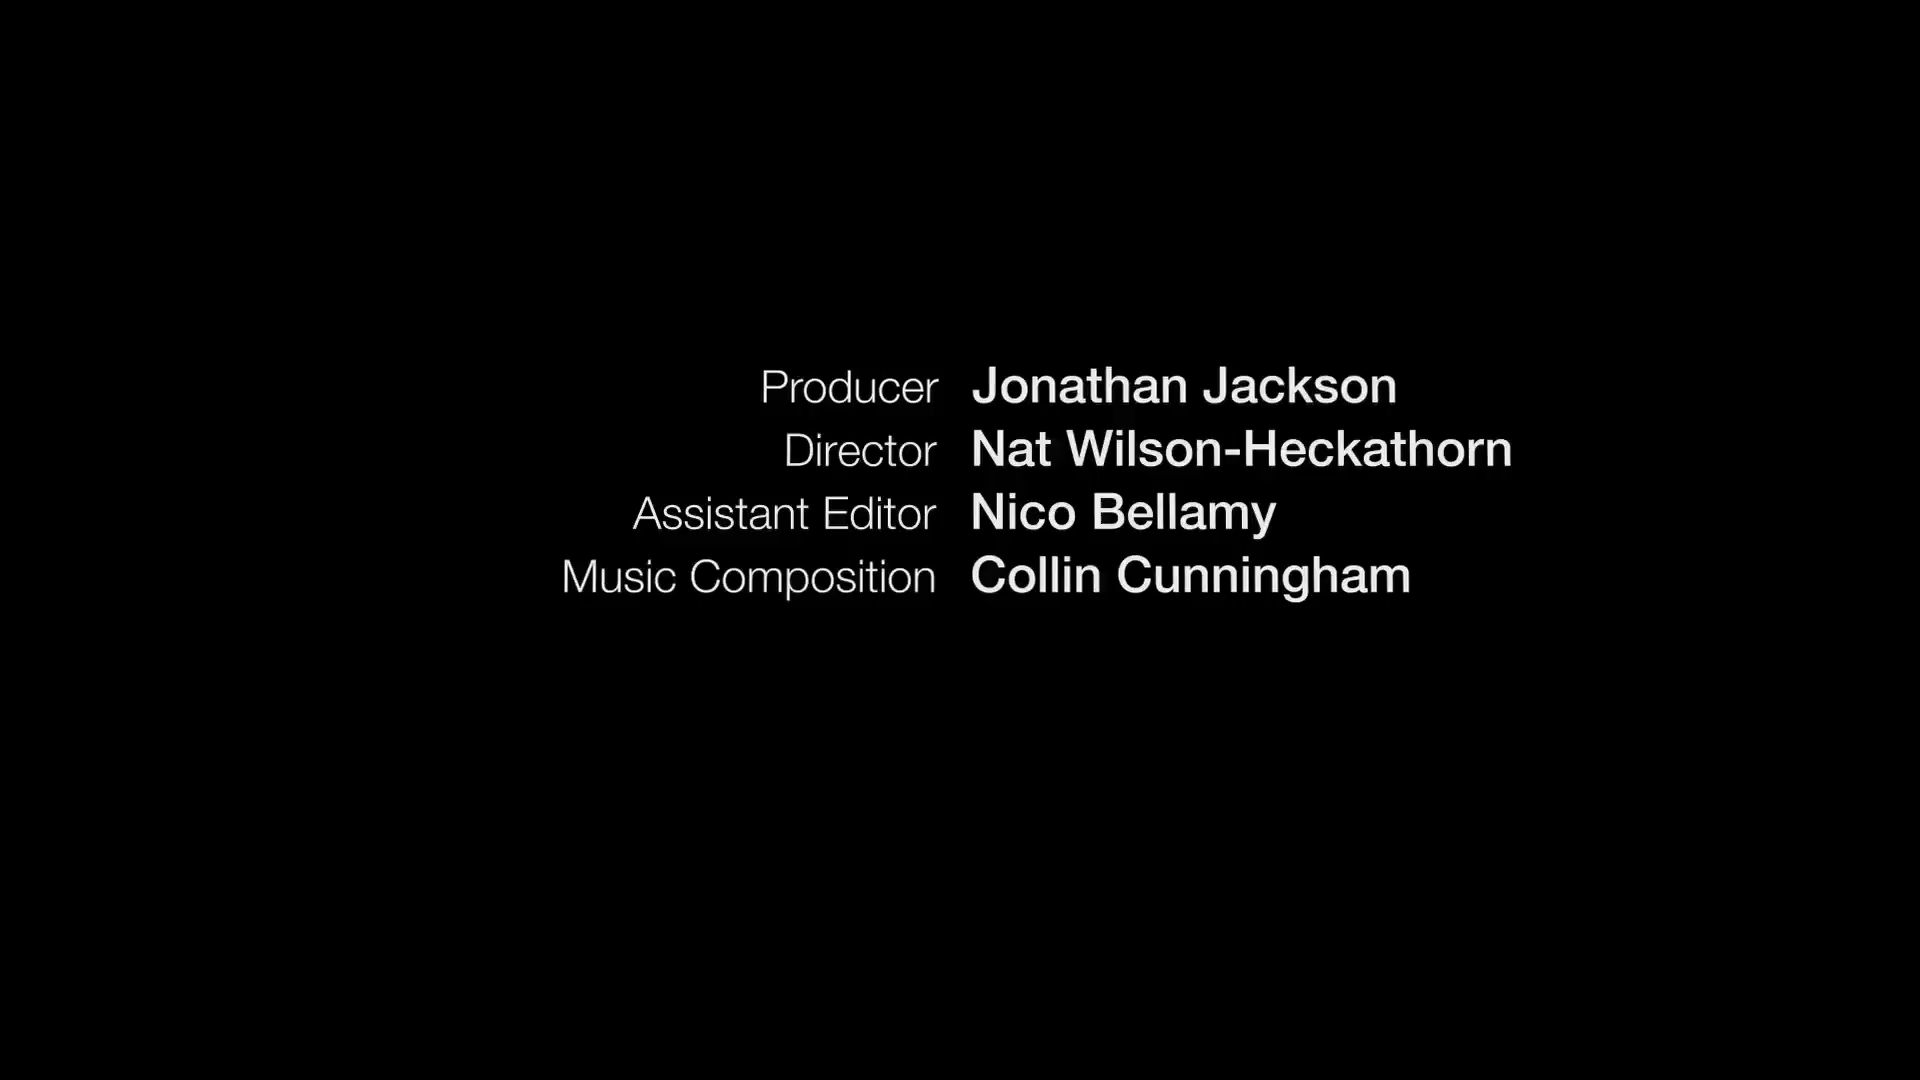 Producer Jonathan Jackson
Director Nat Wilson-Heckathorn
Assistant Editor Nico Bellamy
Music Composition Collin Cunningham